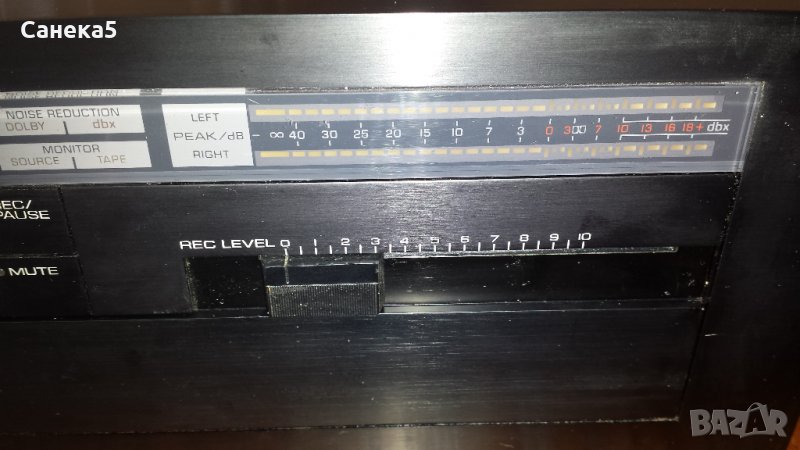 Санека5
NOISE REDUCTION
DOLBY dbx
MONITOR
SOURCE TAPE
LEFT
PEAK/dB
RIGHT
- ∞ 40 30 25 20 15 10 7 3 0 3 DD 7 10 13 16 18+ dbx
REC/
PAUSE
MUTE
REC LEVEL 0 1 2 3 4 5 6 7 8 9 10
BAZAR